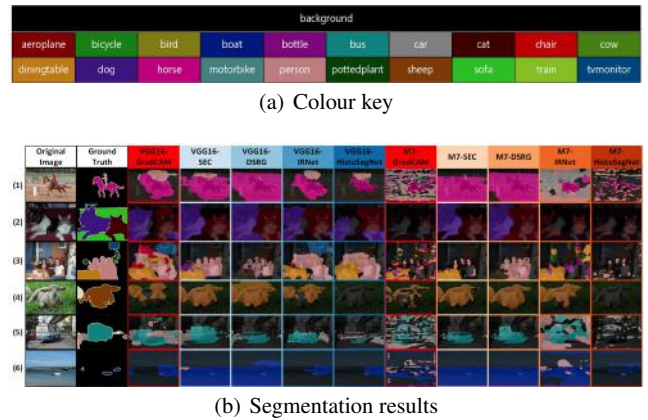 background
aeroplane bicycle bird boat bottle bus car cat chair cow
diningtable dog horse motorbike person pottedplant sheep sofa train tvmonitor
(a) Colour key
Original Image Ground Truth VGG16-GradCAM VGG16-SEC VGG16-DSRG VGG16-IRNet VGG16-HistoSegNet M7-GradCAM M7-SEC M7-DSRG M7-IRNet M7-HistoSegNet
(1)
(2)
(3)
(4)
(5)
(6)
(b) Segmentation results